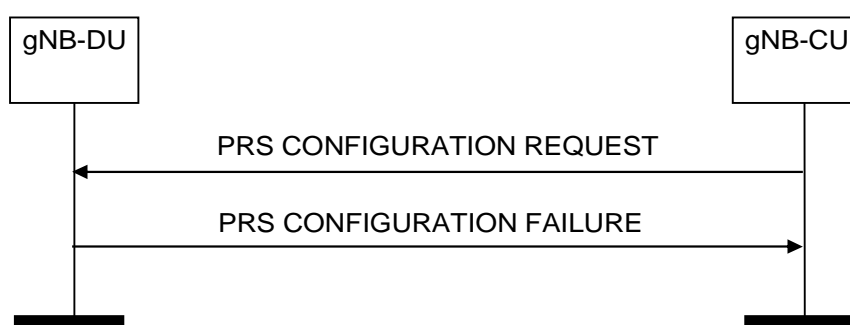 gNB-DU
gNB-CU
PRS CONFIGURATION REQUEST
PRS CONFIGURATION FAILURE